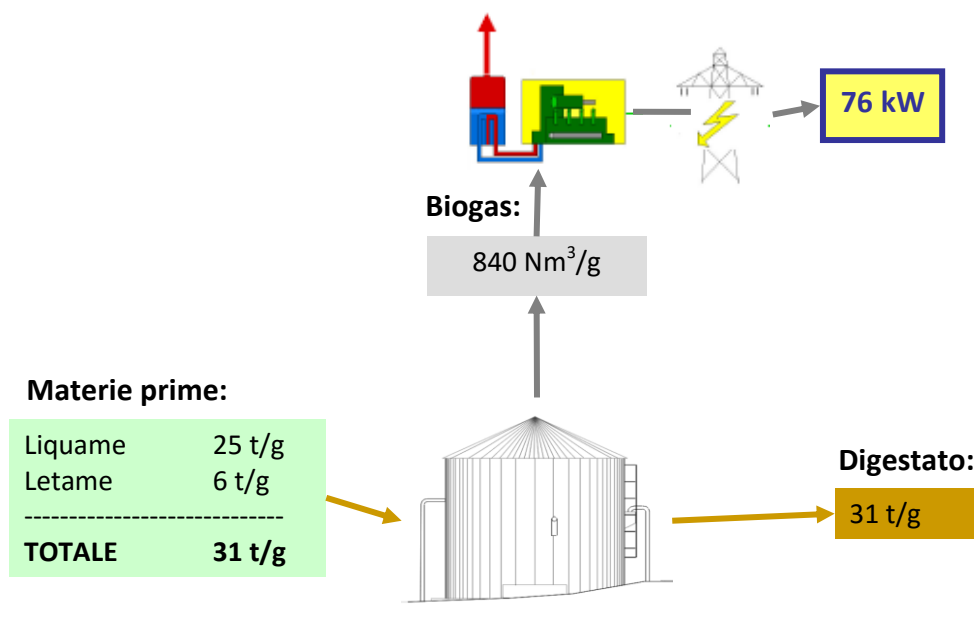 76 kW
Biogas:
840 Nm³/g
Materie prime:
Liquame 25 t/g
Letame 6 t/g
-----------------------------
TOTALE 31 t/g
Digestato:
31 t/g